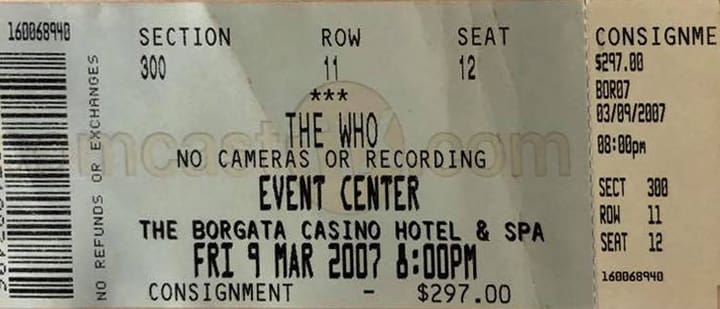 160068940
NO REFUNDS OR EXCHANGES
SECTION ROW SEAT
300 11 12
***
THE WHO
NO CAMERAS OR RECORDING
EVENT CENTER
THE BORGATA CASINO HOTEL & SPA
FRI 9 MAR 2007 8:00PM
CONSIGNMENT - $297.00
CONSIGNME
$297.00
BOR07
03/09/2007
08:00pm
SECT 300
ROW 11
SEAT 12
160068940